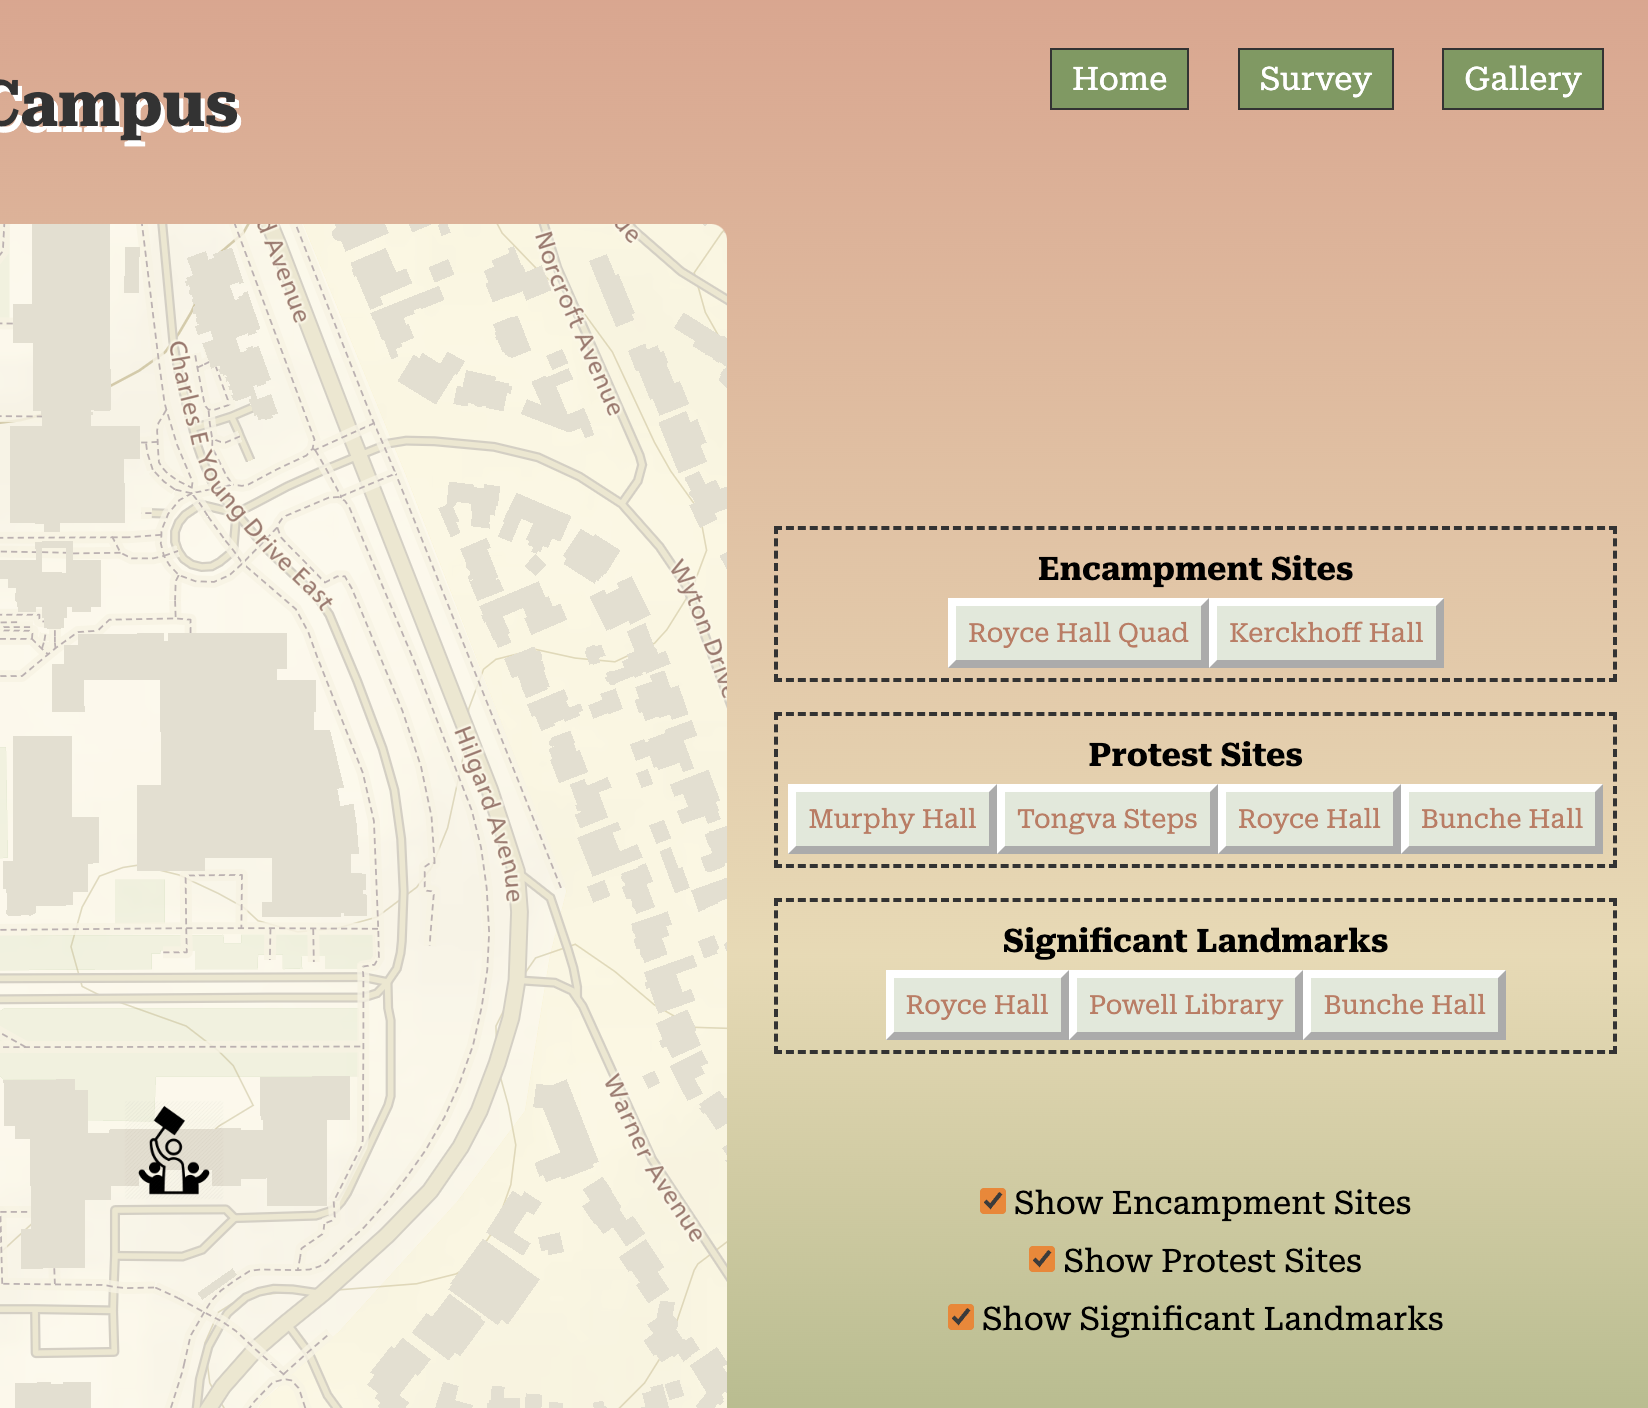 Campus
Home
Survey
Gallery
Avenue
Norcroft Avenue
Charles E Young Drive East
Wyton Drive
Hilgard Avenue
Warner Avenue
Encampment Sites
Royce Hall Quad
Kerckhoff Hall
Protest Sites
Murphy Hall
Tongva Steps
Royce Hall
Bunche Hall
Significant Landmarks
Royce Hall
Powell Library
Bunche Hall
Show Encampment Sites
Show Protest Sites
Show Significant Landmarks